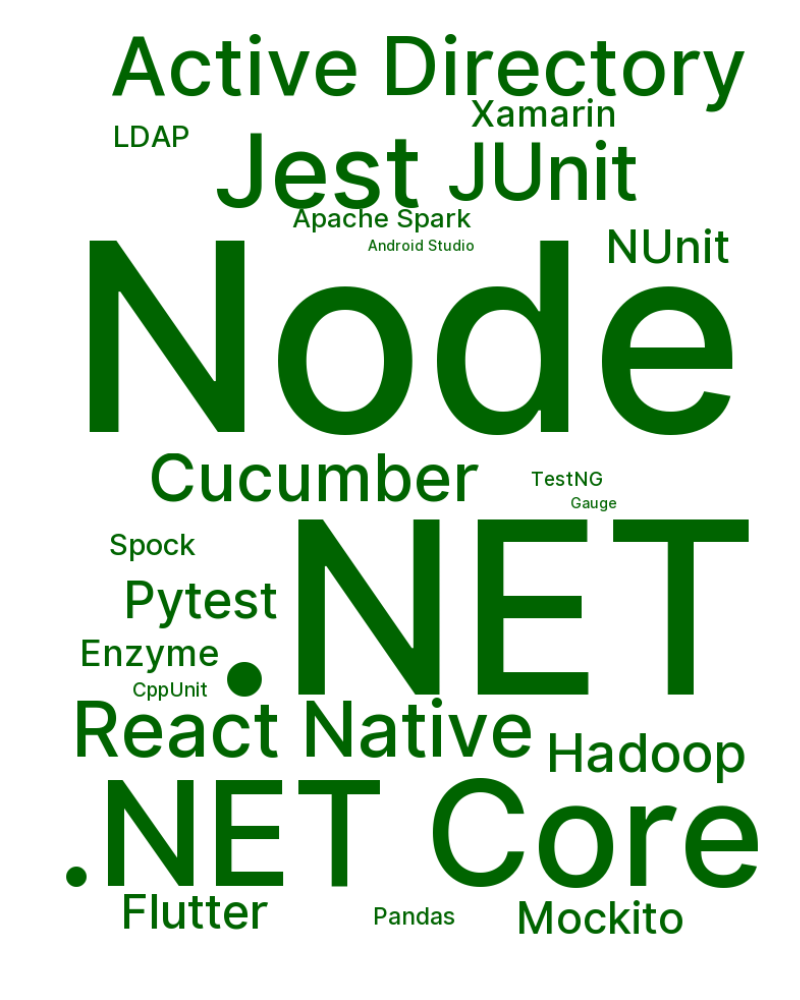 Active Directory
Xamarin
LDAP
Jest
JUnit
Apache Spark
Android Studio
NUnit
Node
Cucumber
TestNG
Gauge
.NET
Spock
Pytest
Enzyme
CppUnit
React Native
Hadoop
.NET Core
Flutter
Pandas
Mockito